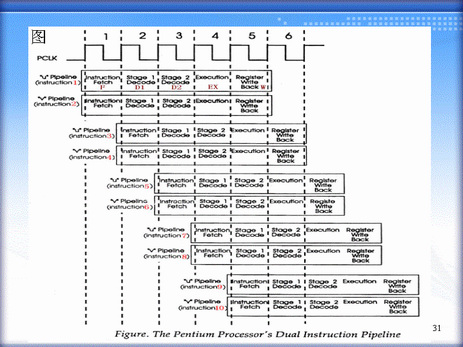 图
1 2 3 4 5 6
PCLK
"u" Pipeline (instruction1) Instruction Fetch F Stage 1 Decode D1 Stage 2 Decode D2 Execution EX Register Write Back W1
"v" Pipeline (instruction2) Instruction Fetch Stage 1 Decode Stage 2 Decode Execution Register Write Back
"u" Pipeline (instruction3) Instruction Fetch Stage 1 Decode Stage 2 Decode Execution Register Write Back
"v" Pipeline (instruction4) Instruction Fetch Stage 1 Decode Stage 2 Decode Execution Register Write Back
"u" Pipeline (instruction5) Instruction Fetch Stage 1 Decode Stage 2 Decode Execution Register Write Back
"v" Pipeline (instruction6) Instruction Fetch Stage 1 Decode Stage 2 Decode Execution Register Write Back
"u" Pipeline (instruction7) Instruction Fetch Stage 1 Decode Stage 2 Decode Execution Register Write Back
"v" Pipeline (instruction8) Instruction Fetch Stage 1 Decode Stage 2 Decode Execution Register Write Back
"u" Pipeline (instruction9) Instruction Fetch Stage 1 Decode Stage 2 Decode Execution Register Write Back
"v" Pipeline (instruction10) Instruction Fetch Stage 1 Decode Stage 2 Decode Execution Register Write Back
Figure. The Pentium Processor's Dual Instruction Pipeline
31